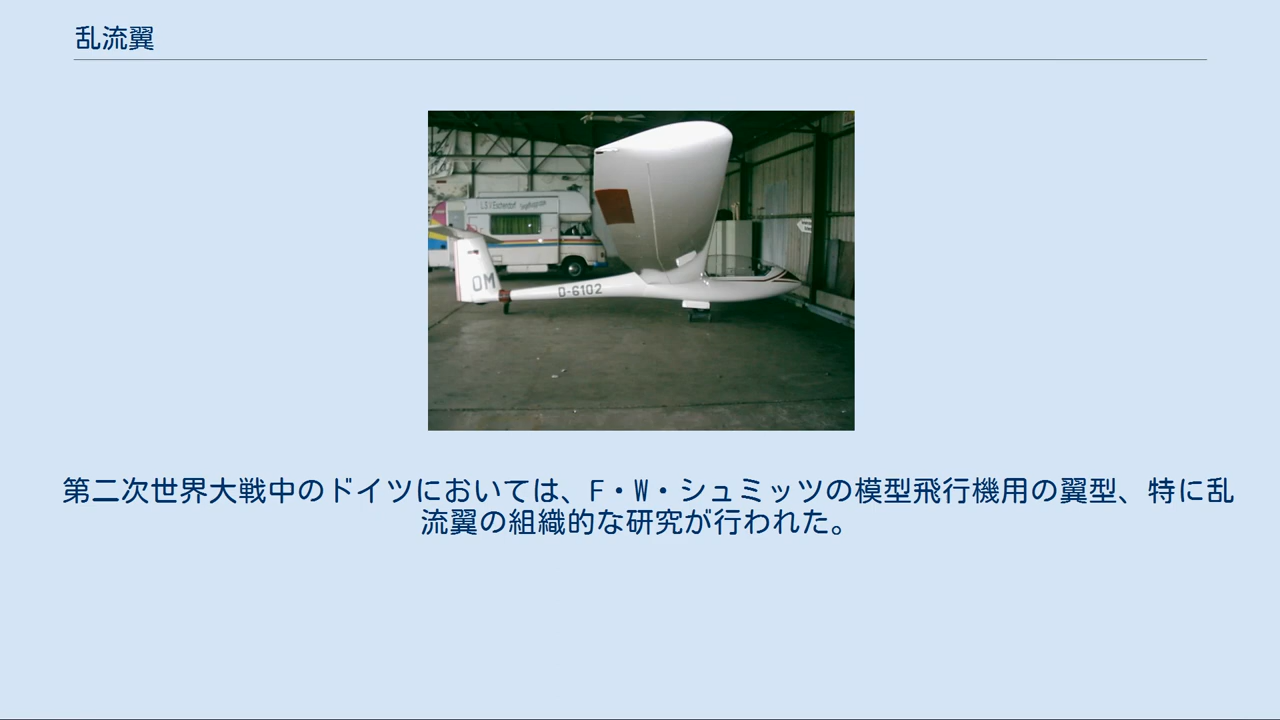 乱流翼
L.S.V.Eichendorf
OM
D-6102
第二次世界大戦中のドイツにおいては、F・W・シュミッツの模型飛行機用の翼型、特に乱
流翼の組織的な研究が行われた。